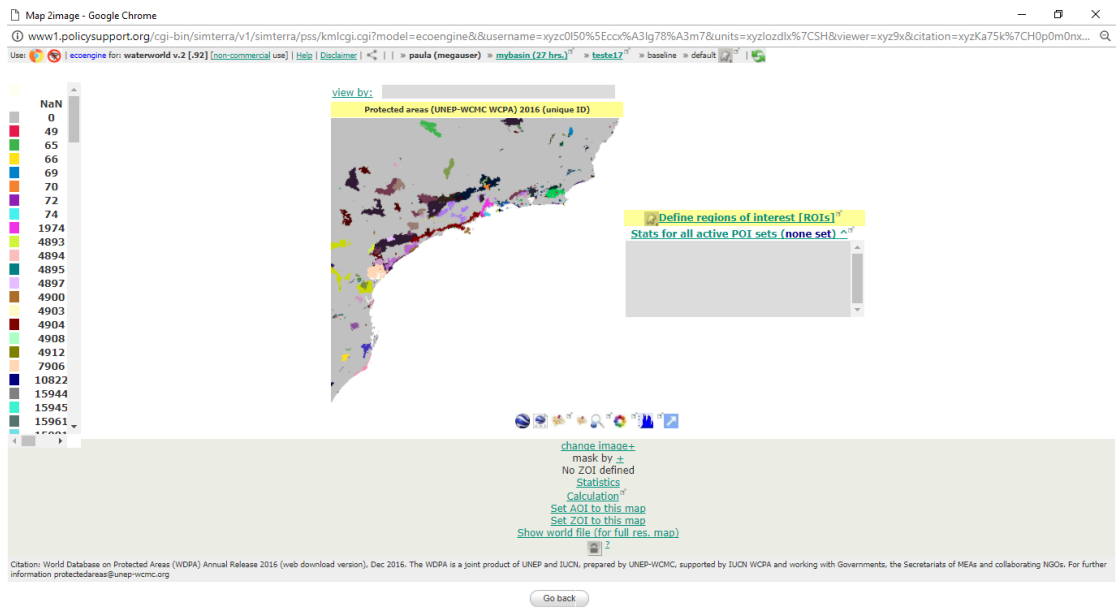 Map 2image - Google Chrome
www1.policysupport.org/cgi-bin/simterra/v1/simterra/pss/kmlcgi.cgi?model=ecoengine&&username=xyzc0l50%5Eccx%A3lg78%A3m7&units=xyzlozdlx%7CSH&viewer=xyz9x&citation=xyzKa75k%7CH0p0m0nx...
Use: | ecoengine for: waterworld v.2 [.92] [non-commercial use] | Help | Disclaimer | | | » paula (megauser) » mybasin (27 hrs.) » teste17 » baseline » default |
view by:
Protected areas (UNEP-WCMC WCPA) 2016 (unique ID)
NaN
0
49
65
66
69
70
72
74
1974
4893
4894
4895
4897
4900
4903
4904
4908
4912
7906
10822
15944
15945
15961
Define regions of interest [ROIs]
Stats for all active POI sets (none set) ^
change image+
mask by +
No ZOI defined
Statistics
Calculation
Set AOI to this map
Set ZOI to this map
Show world file (for full res. map)
?
Citation: World Database on Protected Areas (WDPA) Annual Release 2016 (web download version), Dec 2016. The WDPA is a joint product of UNEP and IUCN, prepared by UNEP-WCMC, supported by IUCN WCPA and working with Governments, the Secretariats of MEAs and collaborating NGOs. For further
information protectedareas@unep-wcmc.org
Go back